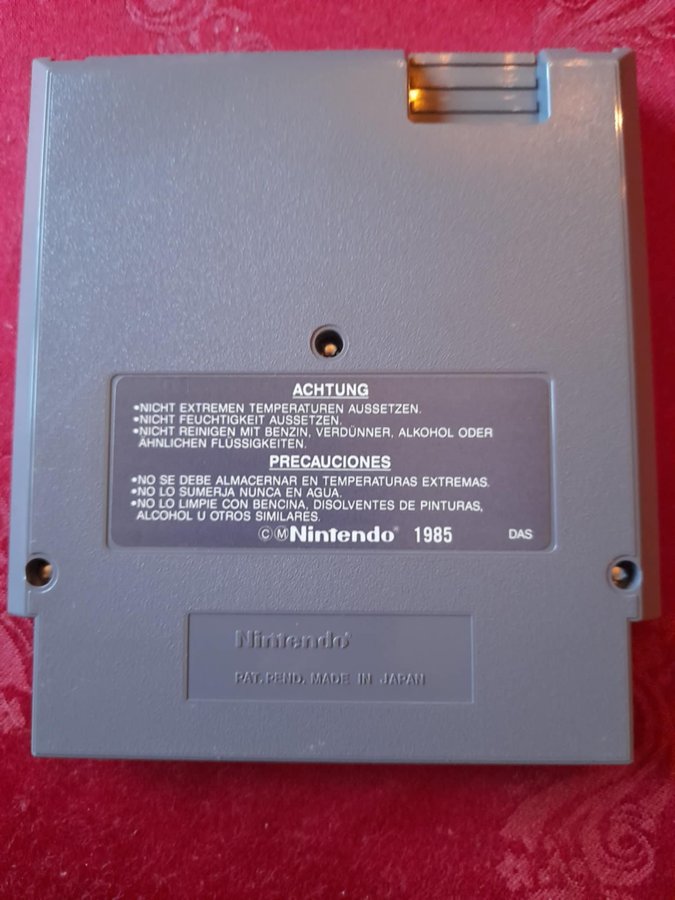 ACHTUNG
•NICHT EXTREMEN TEMPERATUREN AUSSETZEN.
•NICHT FEUCHTIGKEIT AUSSETZEN.
•NICHT REINIGEN MIT BENZIN, VERDÜNNER, ALKOHOL ODER
ÄHNLICHEN FLÜSSIGKEITEN.
PRECAUCIONES
•NO SE DEBE ALMACERNAR EN TEMPERATURAS EXTREMAS.
•NO LO SUMERJA NUNCA EN AGUA.
•NO LO LIMPIE CON BENCINA, DISOLVENTES DE PINTURAS,
ALCOHOL U OTROS SIMILARES.
ⒸⓂNintendo® 1985 DAS
Nintendo®
PAT. PEND. MADE IN JAPAN